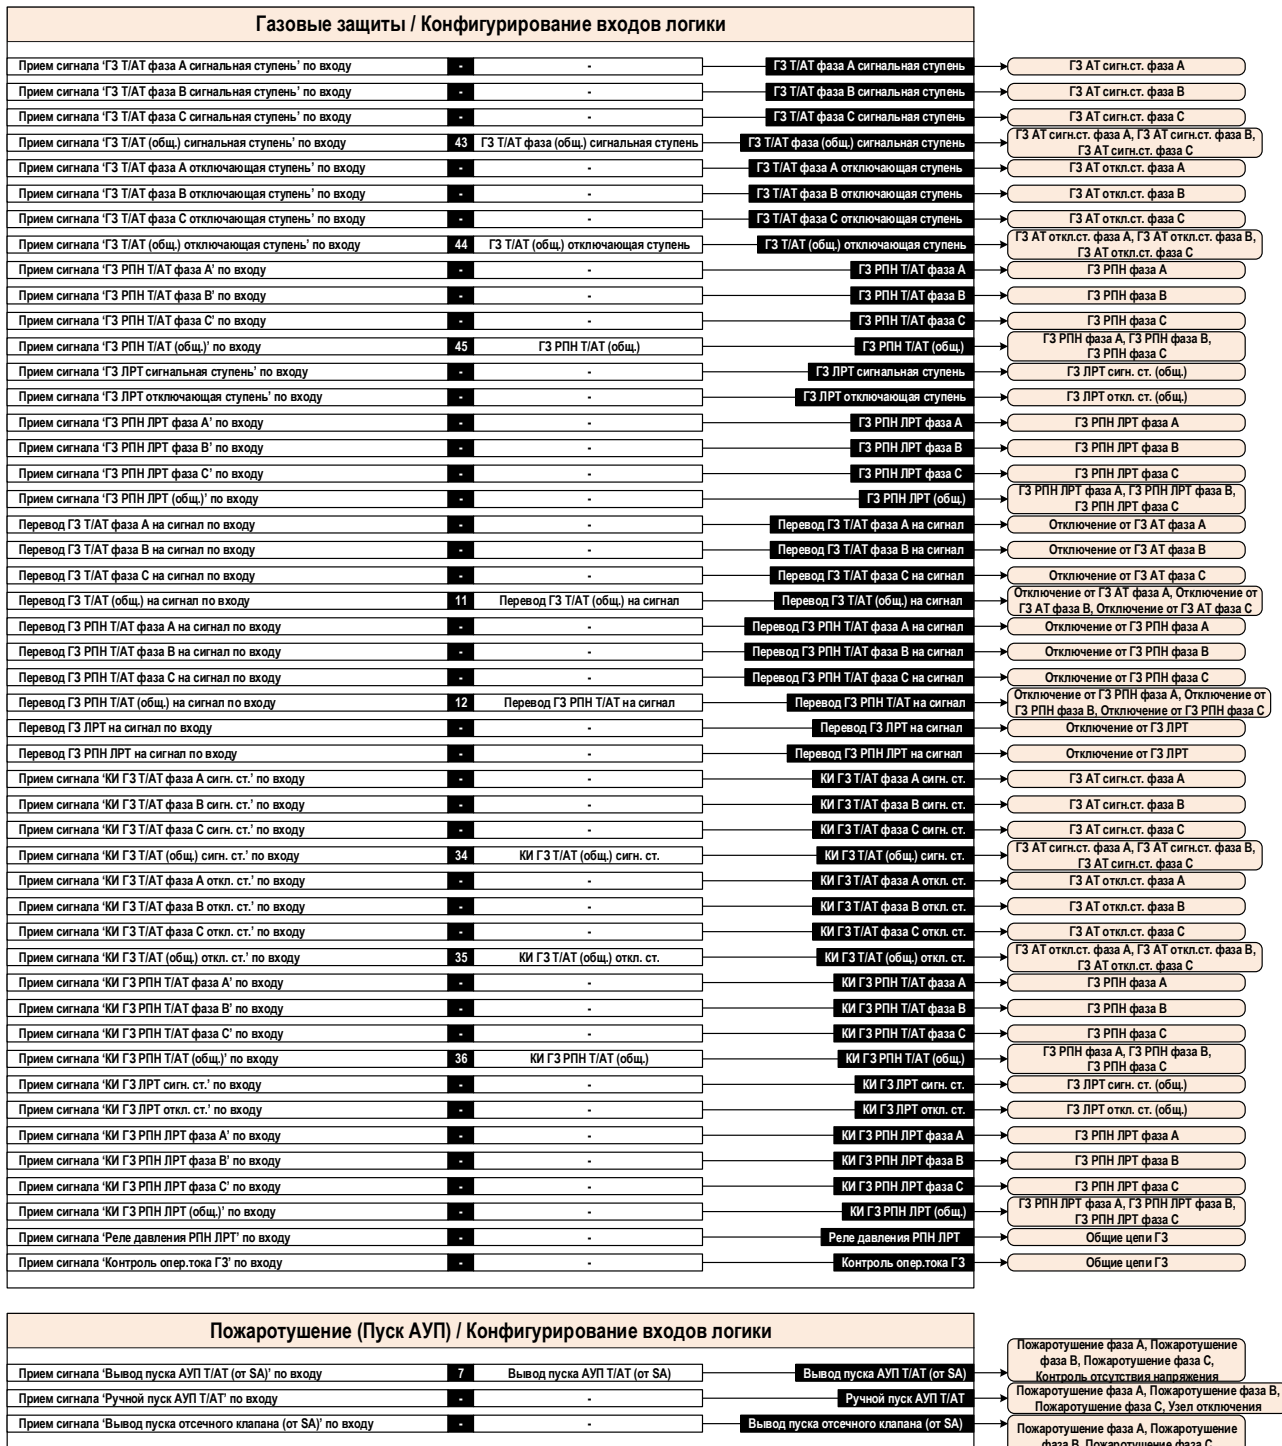 Газовые защиты / Конфигурирование входов логики
Прием сигнала ‘ГЗ Т/АТ фаза А сигнальная ступень’ по входу - - ГЗ Т/АТ фаза А сигнальная ступень ГЗ АТ сигн.ст. фаза А
Прием сигнала ‘ГЗ Т/АТ фаза В сигнальная ступень’ по входу - - ГЗ Т/АТ фаза В сигнальная ступень ГЗ АТ сигн.ст. фаза В
Прием сигнала ‘ГЗ Т/АТ фаза С сигнальная ступень’ по входу - - ГЗ Т/АТ фаза С сигнальная ступень ГЗ АТ сигн.ст. фаза С
Прием сигнала ‘ГЗ Т/АТ (общ.) сигнальная ступень’ по входу 43 ГЗ Т/АТ фаза (общ.) сигнальная ступень ГЗ Т/АТ фаза (общ.) сигнальная ступень ГЗ АТ сигн.ст. фаза А, ГЗ АТ сигн.ст. фаза В,
ГЗ АТ сигн.ст. фаза С
Прием сигнала ‘ГЗ Т/АТ фаза А отключающая ступень’ по входу - - ГЗ Т/АТ фаза А отключающая ступень ГЗ АТ откл.ст. фаза А
Прием сигнала ‘ГЗ Т/АТ фаза В отключающая ступень’ по входу - - ГЗ Т/АТ фаза В отключающая ступень ГЗ АТ откл.ст. фаза В
Прием сигнала ‘ГЗ Т/АТ фаза С отключающая ступень’ по входу - - ГЗ Т/АТ фаза С отключающая ступень ГЗ АТ откл.ст. фаза С
Прием сигнала ‘ГЗ Т/АТ (общ.) отключающая ступень’ по входу 44 ГЗ Т/АТ (общ.) отключающая ступень ГЗ Т/АТ (общ.) отключающая ступень ГЗ АТ откл.ст. фаза А, ГЗ АТ откл.ст. фаза В,
ГЗ АТ откл.ст. фаза С
Прием сигнала ‘ГЗ РПН Т/АТ фаза А’ по входу - - ГЗ РПН Т/АТ фаза А ГЗ РПН фаза А
Прием сигнала ‘ГЗ РПН Т/АТ фаза В’ по входу - - ГЗ РПН Т/АТ фаза В ГЗ РПН фаза В
Прием сигнала ‘ГЗ РПН Т/АТ фаза С’ по входу - - ГЗ РПН Т/АТ фаза С ГЗ РПН фаза С
Прием сигнала ‘ГЗ РПН Т/АТ (общ.)’ по входу 45 ГЗ РПН Т/АТ (общ.) ГЗ РПН Т/АТ (общ.) ГЗ РПН фаза А, ГЗ РПН фаза В,
ГЗ РПН фаза С
Прием сигнала ‘ГЗ ЛРТ сигнальная ступень’ по входу - - ГЗ ЛРТ сигнальная ступень ГЗ ЛРТ сигн. ст. (общ.)
Прием сигнала ‘ГЗ ЛРТ отключающая ступень’ по входу - - ГЗ ЛРТ отключающая ступень ГЗ ЛРТ откл. ст. (общ.)
Прием сигнала ‘ГЗ РПН ЛРТ фаза А’ по входу - - ГЗ РПН ЛРТ фаза А ГЗ РПН ЛРТ фаза А
Прием сигнала ‘ГЗ РПН ЛРТ фаза В’ по входу - - ГЗ РПН ЛРТ фаза В ГЗ РПН ЛРТ фаза В
Прием сигнала ‘ГЗ РПН ЛРТ фаза С’ по входу - - ГЗ РПН ЛРТ фаза С ГЗ РПН ЛРТ фаза С
Прием сигнала ‘ГЗ РПН ЛРТ (общ.)’ по входу - - ГЗ РПН ЛРТ (общ.) ГЗ РПН ЛРТ фаза А, ГЗ РПН ЛРТ фаза В,
ГЗ РПН ЛРТ фаза С
Перевод ГЗ Т/АТ фаза А на сигнал по входу - - Перевод ГЗ Т/АТ фаза А на сигнал Отключение от ГЗ АТ фаза А
Перевод ГЗ Т/АТ фаза В на сигнал по входу - - Перевод ГЗ Т/АТ фаза В на сигнал Отключение от ГЗ АТ фаза В
Перевод ГЗ Т/АТ фаза С на сигнал по входу - - Перевод ГЗ Т/АТ фаза С на сигнал Отключение от ГЗ АТ фаза С
Перевод ГЗ Т/АТ (общ.) на сигнал по входу 11 Перевод ГЗ Т/АТ (общ.) на сигнал Перевод ГЗ Т/АТ (общ.) на сигнал Отключение от ГЗ АТ фаза А, Отключение от
ГЗ АТ фаза В, Отключение от ГЗ АТ фаза С
Перевод ГЗ РПН Т/АТ фаза А на сигнал по входу - - Перевод ГЗ РПН Т/АТ фаза А на сигнал Отключение от ГЗ РПН фаза А
Перевод ГЗ РПН Т/АТ фаза В на сигнал по входу - - Перевод ГЗ РПН Т/АТ фаза В на сигнал Отключение от ГЗ РПН фаза В
Перевод ГЗ РПН Т/АТ фаза С на сигнал по входу - - Перевод ГЗ РПН Т/АТ фаза С на сигнал Отключение от ГЗ РПН фаза С
Перевод ГЗ РПН Т/АТ (общ.) на сигнал по входу 12 Перевод ГЗ РПН Т/АТ на сигнал Перевод ГЗ РПН Т/АТ на сигнал Отключение от ГЗ РПН фаза А, Отключение от
ГЗ РПН фаза В, Отключение от ГЗ РПН фаза С
Перевод ГЗ ЛРТ на сигнал по входу - - Перевод ГЗ ЛРТ на сигнал Отключение от ГЗ ЛРТ
Перевод ГЗ РПН ЛРТ на сигнал по входу - - Перевод ГЗ РПН ЛРТ на сигнал Отключение от ГЗ ЛРТ
Прием сигнала ‘КИ ГЗ Т/АТ фаза А сигн. ст.’ по входу - - КИ ГЗ Т/АТ фаза А сигн. ст. ГЗ АТ сигн.ст. фаза А
Прием сигнала ‘КИ ГЗ Т/АТ фаза В сигн. ст.’ по входу - - КИ ГЗ Т/АТ фаза В сигн. ст. ГЗ АТ сигн.ст. фаза В
Прием сигнала ‘КИ ГЗ Т/АТ фаза С сигн. ст.’ по входу - - КИ ГЗ Т/АТ фаза С сигн. ст. ГЗ АТ сигн.ст. фаза С
Прием сигнала ‘КИ ГЗ Т/АТ (общ.) сигн. ст.’ по входу 34 КИ ГЗ Т/АТ (общ.) сигн. ст. КИ ГЗ Т/АТ (общ.) сигн. ст. ГЗ АТ сигн.ст. фаза А, ГЗ АТ сигн.ст. фаза В,
ГЗ АТ сигн.ст. фаза С
Прием сигнала ‘КИ ГЗ Т/АТ фаза А откл. ст.’ по входу - - КИ ГЗ Т/АТ фаза А откл. ст. ГЗ АТ откл.ст. фаза А
Прием сигнала ‘КИ ГЗ Т/АТ фаза В откл. ст.’ по входу - - КИ ГЗ Т/АТ фаза В откл. ст. ГЗ АТ откл.ст. фаза В
Прием сигнала ‘КИ ГЗ Т/АТ фаза С откл. ст.’ по входу - - КИ ГЗ Т/АТ фаза С откл. ст. ГЗ АТ откл.ст. фаза С
Прием сигнала ‘КИ ГЗ Т/АТ (общ.) откл. ст.’ по входу 35 КИ ГЗ Т/АТ (общ.) откл. ст. КИ ГЗ Т/АТ (общ.) откл. ст. ГЗ АТ откл.ст. фаза А, ГЗ АТ откл.ст. фаза В,
ГЗ АТ откл.ст. фаза С
Прием сигнала ‘КИ ГЗ РПН Т/АТ фаза А’ по входу - - КИ ГЗ РПН Т/АТ фаза А ГЗ РПН фаза А
Прием сигнала ‘КИ ГЗ РПН Т/АТ фаза В’ по входу - - КИ ГЗ РПН Т/АТ фаза В ГЗ РПН фаза В
Прием сигнала ‘КИ ГЗ РПН Т/АТ фаза С’ по входу - - КИ ГЗ РПН Т/АТ фаза С ГЗ РПН фаза С
Прием сигнала ‘КИ ГЗ РПН Т/АТ (общ.)’ по входу 36 КИ ГЗ РПН Т/АТ (общ.) КИ ГЗ РПН Т/АТ (общ.) ГЗ РПН фаза А, ГЗ РПН фаза В,
ГЗ РПН фаза С
Прием сигнала ‘КИ ГЗ ЛРТ сигн. ст.’ по входу - - КИ ГЗ ЛРТ сигн. ст. ГЗ ЛРТ сигн. ст. (общ.)
Прием сигнала ‘КИ ГЗ ЛРТ откл. ст.’ по входу - - КИ ГЗ ЛРТ откл. ст. ГЗ ЛРТ откл. ст. (общ.)
Прием сигнала ‘КИ ГЗ РПН ЛРТ фаза А’ по входу - - КИ ГЗ РПН ЛРТ фаза А ГЗ РПН ЛРТ фаза А
Прием сигнала ‘КИ ГЗ РПН ЛРТ фаза В’ по входу - - КИ ГЗ РПН ЛРТ фаза В ГЗ РПН ЛРТ фаза В
Прием сигнала ‘КИ ГЗ РПН ЛРТ фаза С’ по входу - - КИ ГЗ РПН ЛРТ фаза С ГЗ РПН ЛРТ фаза С
Прием сигнала ‘КИ ГЗ РПН ЛРТ (общ.)’ по входу - - КИ ГЗ РПН ЛРТ (общ.) ГЗ РПН ЛРТ фаза А, ГЗ РПН ЛРТ фаза В,
ГЗ РПН ЛРТ фаза С
Прием сигнала ‘Реле давления РПН ЛРТ’ по входу - - Реле давления РПН ЛРТ Общие цепи ГЗ
Прием сигнала ‘Контроль опер.тока ГЗ’ по входу - - Контроль опер.тока ГЗ Общие цепи ГЗ
Пожаротушение (Пуск АУП) / Конфигурирование входов логики
Прием сигнала ‘Вывод пуска АУП Т/АТ (от SA)’ по входу 7 Вывод пуска АУП Т/АТ (от SA) Вывод пуска АУП Т/АТ (от SA) Пожаротушение фаза А, Пожаротушение
фаза В, Пожаротушение фаза С,
Контроль отсутствия напряжения
Прием сигнала ‘Ручной пуск АУП Т/АТ’ по входу - - Ручной пуск АУП Т/АТ Пожаротушение фаза А, Пожаротушение фаза В,
Пожаротушение фаза С, Узел отключения
Прием сигнала ‘Вывод пуска отсечного клапана (от SA)’ по входу - - Вывод пуска отсечного клапана (от SA) Пожаротушение фаза А, Пожаротушение
фаза В, Пожаротушение фаза С